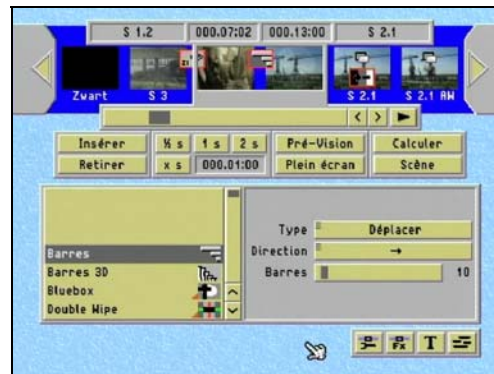 S 1.2 000.07:02 000.13:00 S 2.1
Zwart S 3 S 2.1 S 2.1 AW
< > ►
Insérer ½ s 1 s 2 s Pré-Vision Calculer
Retirer x s 000.01:00 Plein écran Scène
Type Déplacer
Direction →
Barres Barres 10
Barres 3D
Bluebox
Double Wipe
FX T